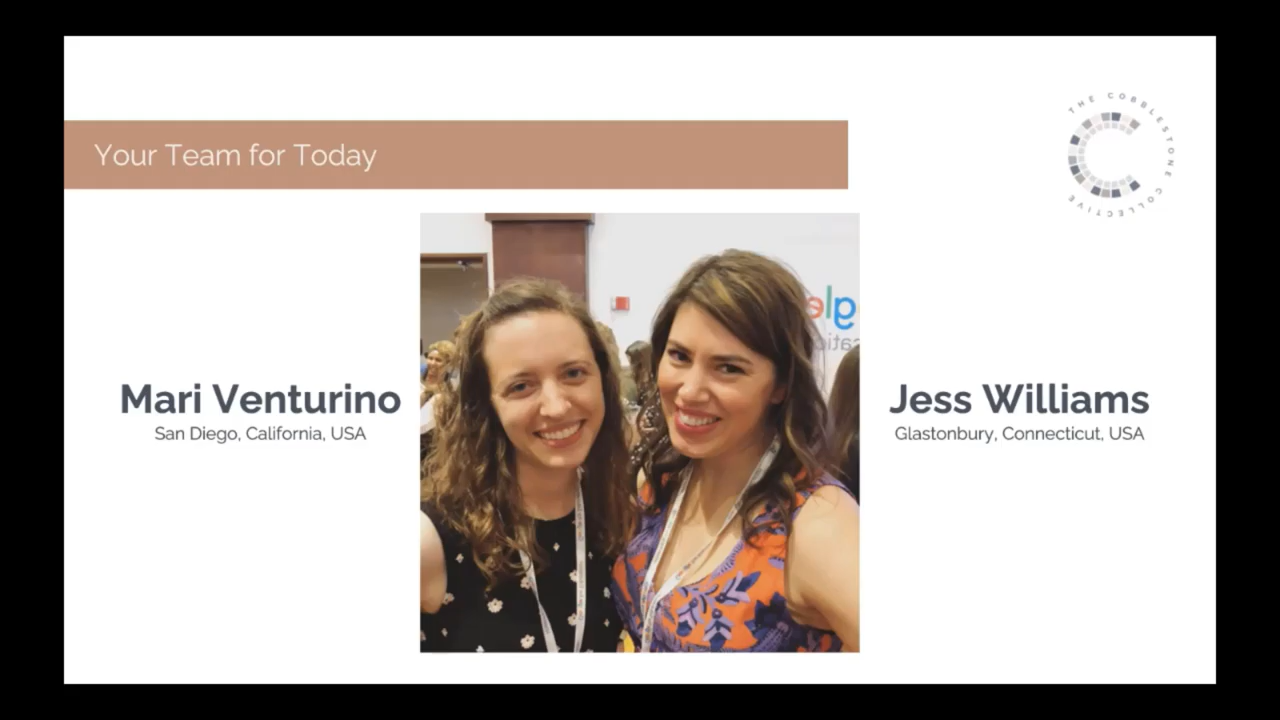 Your Team for Today
THE COBBLESTONE COLLECTIVE
Mari Venturino
San Diego, California, USA
Jess Williams
Glastonbury, Connecticut, USA